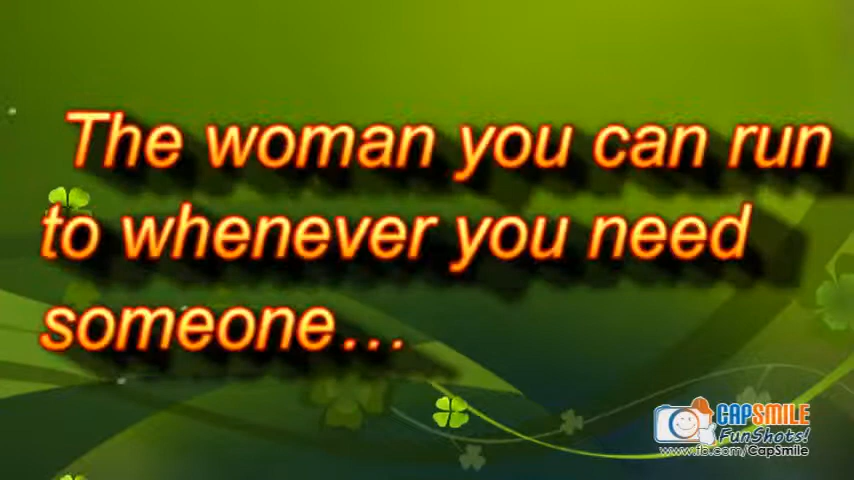 The woman you can run
to whenever you need
someone...
CAPSMILE
FunShots!
www.fb.com/CapSmile